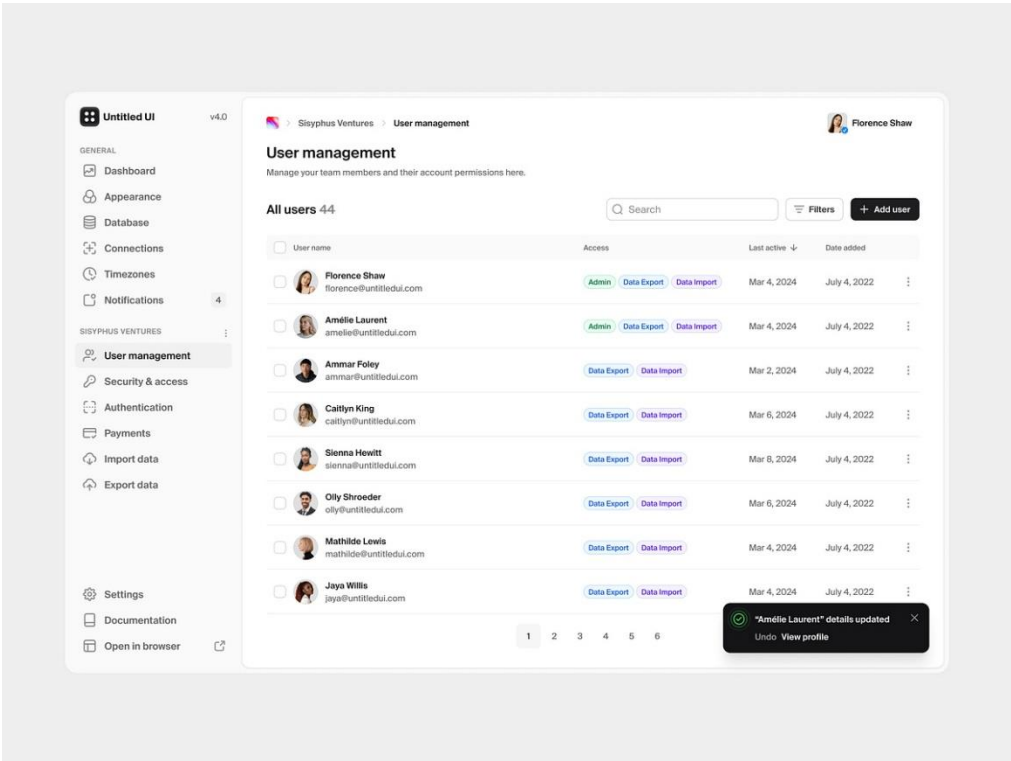 Untitled UI v4.0
GENERAL
Dashboard
Appearance
Database
Connections
Timezones
Notifications 4
SISYPHUS VENTURES
User management
Security & access
Authentication
Payments
Import data
Export data
Settings
Documentation
Open in browser
Sisyphus Ventures User management
Florence Shaw
User management
Manage your team members and their account permissions here.
All users 44
Search
Filters
Add user
User name Access Last active Date added
Florence Shaw
florence@untitledui.com
Admin Data Export Data Import Mar 4, 2024 July 4, 2022
Amélie Laurent
amelie@untitledui.com
Admin Data Export Data Import Mar 4, 2024 July 4, 2022
Ammar Foley
ammar@untitledui.com
Data Export Data Import Mar 2, 2024 July 4, 2022
Caitlyn King
caitlyn@untitledui.com
Data Export Data Import Mar 6, 2024 July 4, 2022
Sienna Hewitt
sienna@untitledui.com
Data Export Data Import Mar 8, 2024 July 4, 2022
Olly Shroeder
olly@untitledui.com
Data Export Data Import Mar 6, 2024 July 4, 2022
Mathilde Lewis
mathilde@untitledui.com
Data Export Data Import Mar 4, 2024 July 4, 2022
Jaya Willis
jaya@untitledui.com
Data Export Data Import Mar 4, 2024 July 4, 2022
1 2 3 4 5 6
“Amélie Laurent” details updated
Undo View profile